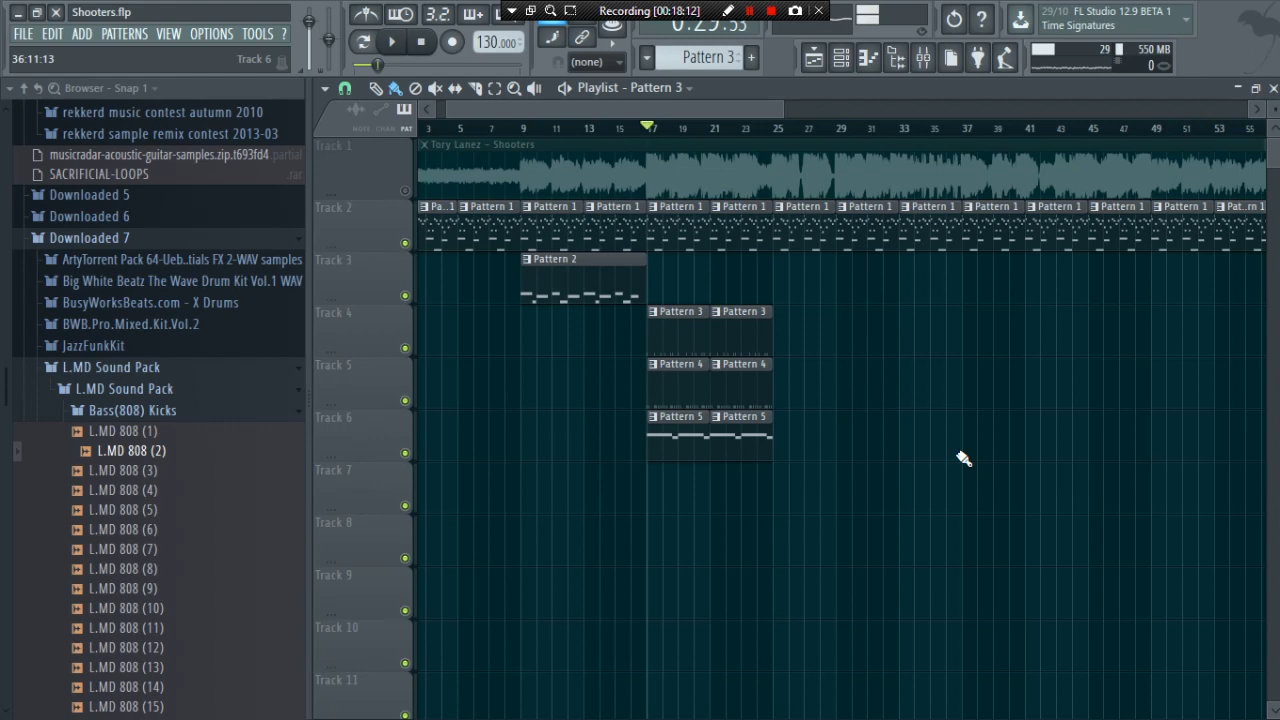 Shooters.flp
Recording [00:18:12]
FILE EDIT ADD PATTERNS VIEW OPTIONS TOOLS ?
3.2.
130.000
0:29:53
29/10 FL Studio 12.9 BETA 1
Time Signatures
36:11:13 Track 6
(none)
Pattern 3
29 550 MB
0
Browser - Snap 1
Playlist - Pattern 3
NOTE CHAN PAT
3 5 7 9 11 13 15 17 19 21 23 25 27 29 31 33 35 37 39 41 43 45 47 49 51 53 55
rekkerd music contest autumn 2010
rekkerd sample remix contest 2013-03
musicradar-acoustic-guitar-samples.zip.t693fd4 .partial
SACRIFICIAL-LOOPS .rar
Downloaded 5
Downloaded 6
Downloaded 7
ArtyTorrent Pack 64-Ueb..tials FX 2-WAV samples
Big White Beatz The Wave Drum Kit Vol.1 WAV
BusyWorksBeats.com - X Drums
BWB.Pro.Mixed.Kit.Vol.2
JazzFunkKit
L.MD Sound Pack
L.MD Sound Pack
Bass(808) Kicks
L.MD 808 (1)
L.MD 808 (2)
L.MD 808 (3)
L.MD 808 (4)
L.MD 808 (5)
L.MD 808 (6)
L.MD 808 (7)
L.MD 808 (8)
L.MD 808 (9)
L.MD 808 (10)
L.MD 808 (11)
L.MD 808 (12)
L.MD 808 (13)
L.MD 808 (14)
L.MD 808 (15)
Track 1 Tory Lanez - Shooters
Track 2 Pa..1 Pattern 1 Pattern 1 Pattern 1 Pattern 1 Pattern 1 Pattern 1 Pattern 1 Pattern 1 Pattern 1 Pattern 1 Pattern 1 Pattern 1 Pat..rn 1
Track 3 Pattern 2
Track 4 Pattern 3 Pattern 3
Track 5 Pattern 4 Pattern 4
Track 6 Pattern 5 Pattern 5
Track 7
Track 8
Track 9
Track 10
Track 11